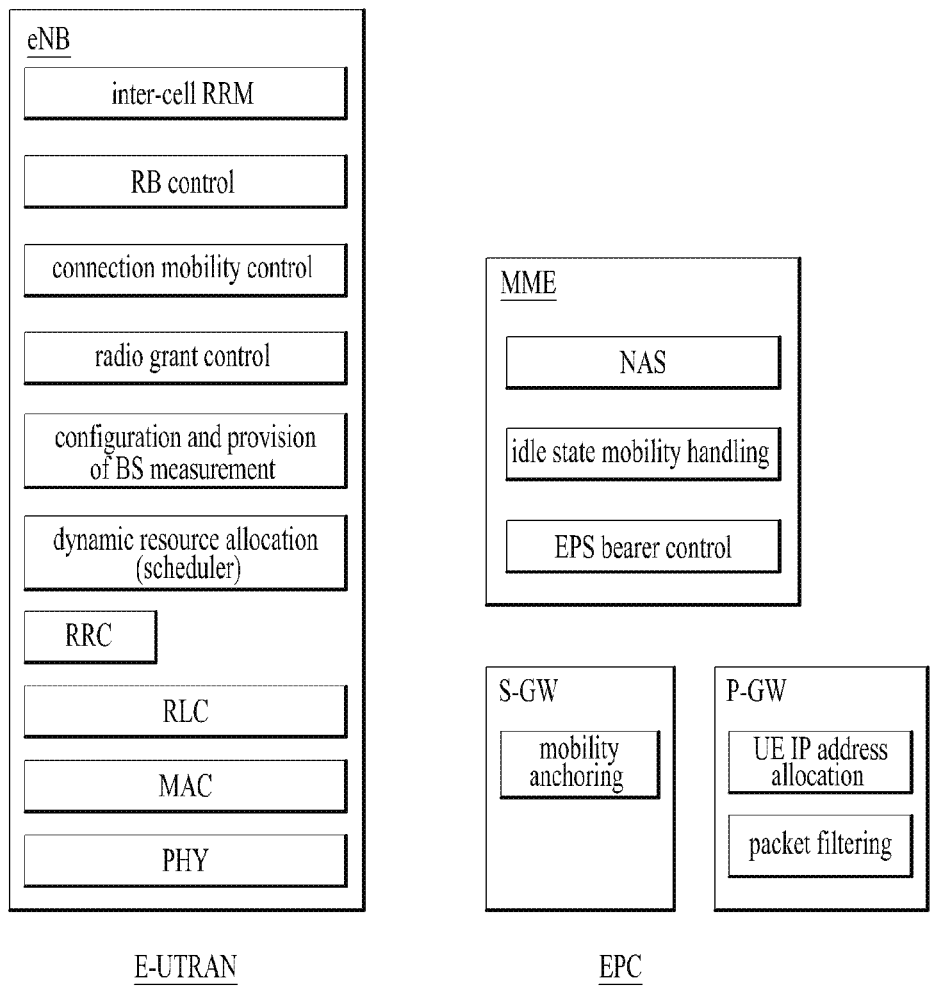 eNB
inter-cell RRM
RB control
connection mobility control
radio grant control
configuration and provision
of BS measurement
dynamic resource allocation
(scheduler)
RRC
RLC
MAC
PHY
E-UTRAN
MME
NAS
idle state mobility handling
EPS bearer control
S-GW
mobility
anchoring
P-GW
UE IP address
allocation
packet filtering
EPC